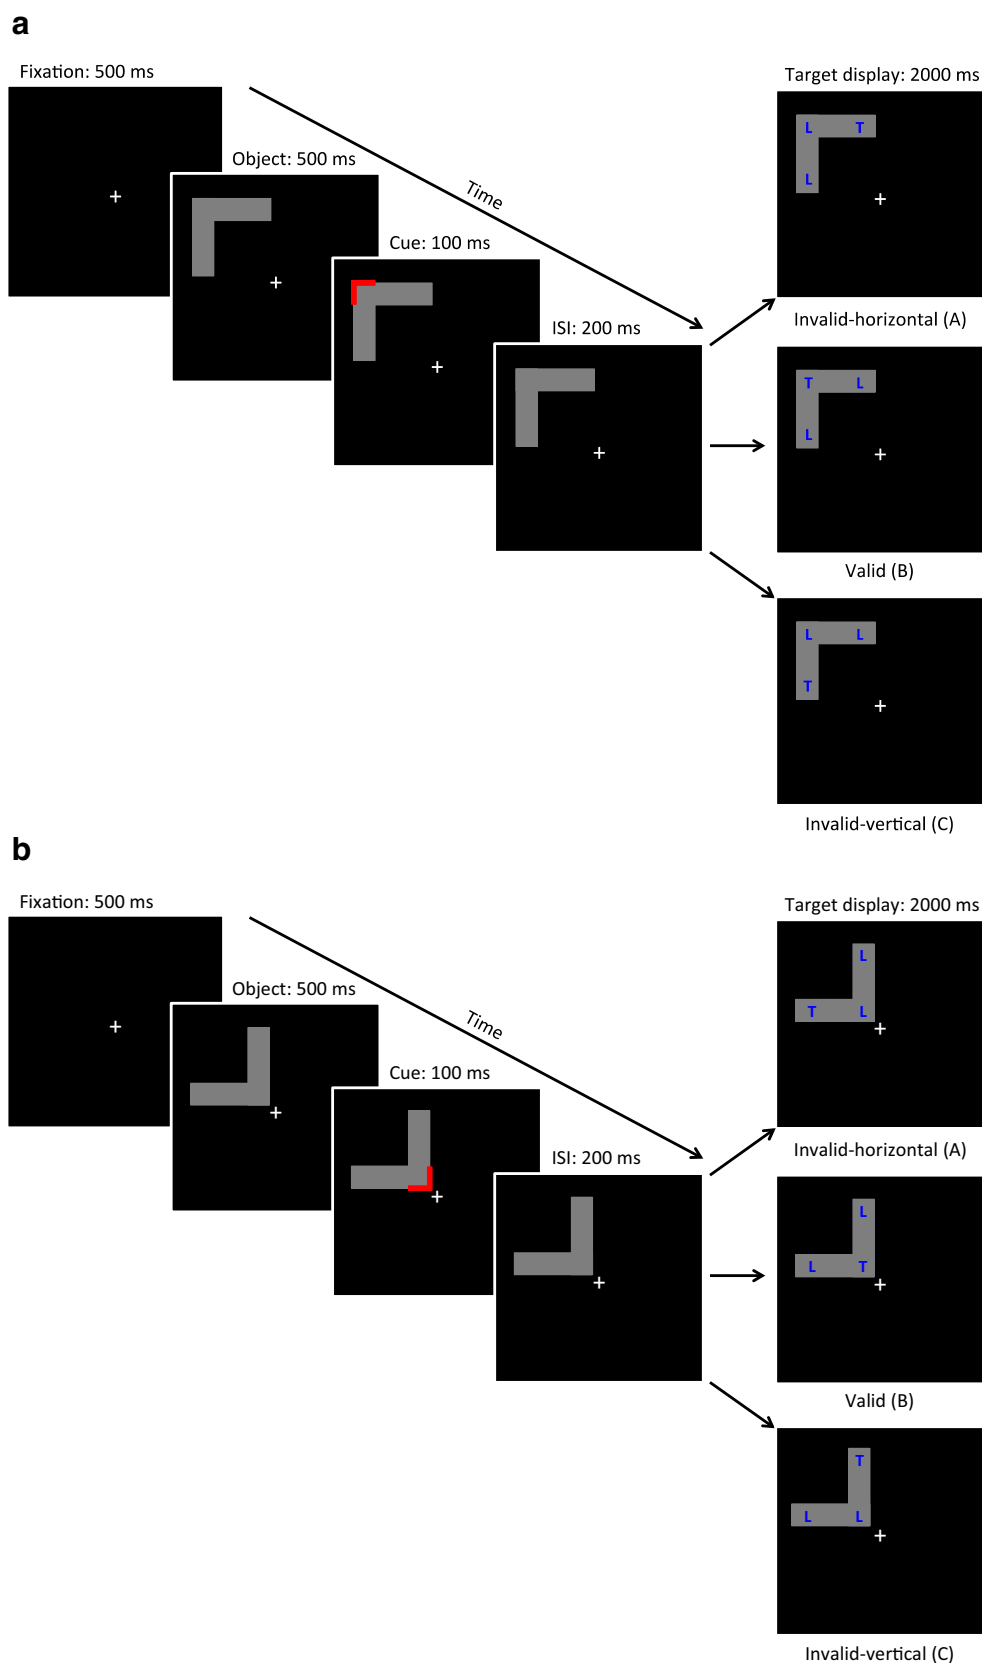 a
Fixation: 500 ms
Target display: 2000 ms
Object: 500 ms
Time
L T
L
Cue: 100 ms
Invalid-horizontal (A)
ISI: 200 ms
T L
L
Valid (B)
L L
T
Invalid-vertical (C)
b
Fixation: 500 ms
Target display: 2000 ms
Object: 500 ms
Time
L
T L
Cue: 100 ms
Invalid-horizontal (A)
ISI: 200 ms
L
L T
Valid (B)
T
L L
Invalid-vertical (C)